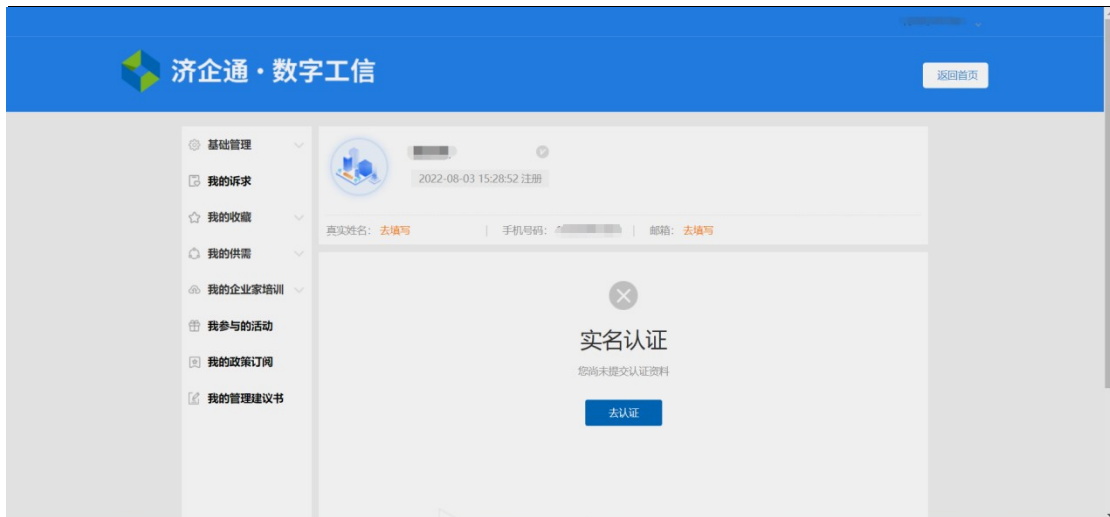 济企通·数字工信
返回首页
基础管理
我的诉求
我的收藏
我的供需
我的企业家培训
我参与的活动
我的政策订阅
我的管理建议书
2022-08-03 15:28:52 注册
真实姓名： 去填写 | 手机号码： | 邮箱： 去填写
实名认证
您尚未提交认证资料
去认证